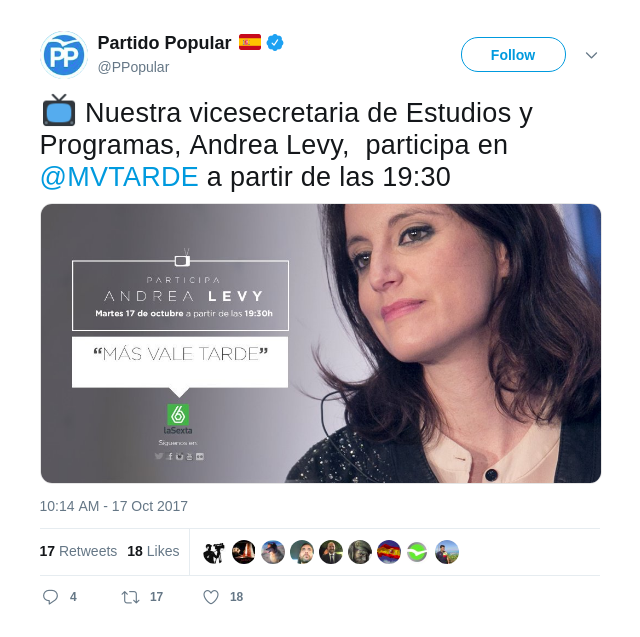 Partido Popular
@PPopular
Follow
Nuestra vicesecretaria de Estudios y
Programas, Andrea Levy, participa en
@MVTARDE a partir de las 19:30
PARTICIPA
ANDREA LEVY
Martes 17 de octubre a partir de las 19:30h
“MÁS VALE TARDE”
6
laSexta
Síguenos en:
10:14 AM - 17 Oct 2017
17 Retweets 18 Likes
4 17 18